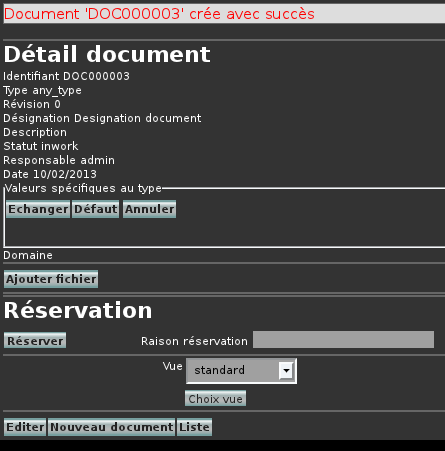 Document 'DOC000003' crée avec succès
Détail document
Identifiant DOC000003
Type any_type
Révision 0
Désignation Designation document
Description
Statut inwork
Responsable admin
Date 10/02/2013
Valeurs spécifiques au type
Echanger Défaut Annuler
Domaine
Ajouter fichier
Réservation
Réserver Raison réservation
Vue standard
Choix vue
Editer Nouveau document Liste